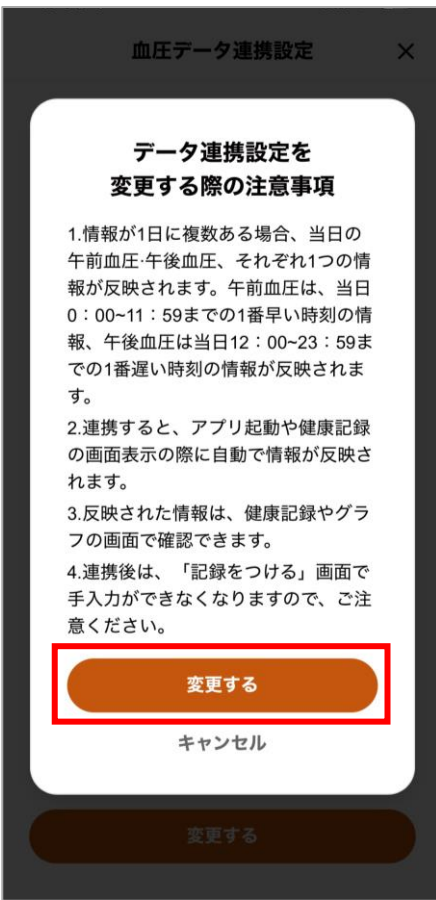 血圧データ連携設定 ×
データ連携設定を
変更する際の注意事項
1.情報が1日に複数ある場合、当日の
午前血圧·午後血圧、それぞれ1つの情
報が反映されます。午前血圧は、当日
0：00~11：59までの1番早い時刻の情
報、午後血圧は当日12：00~23：59ま
での1番遅い時刻の情報が反映されま
す。
2.連携すると、アプリ起動や健康記録
の画面表示の際に自動で情報が反映さ
れます。
3.反映された情報は、健康記録やグラ
フの画面で確認できます。
4.連携後は、「記録をつける」画面で
手入力ができなくなりますので、ご注
意ください。
変更する
キャンセル
変更する